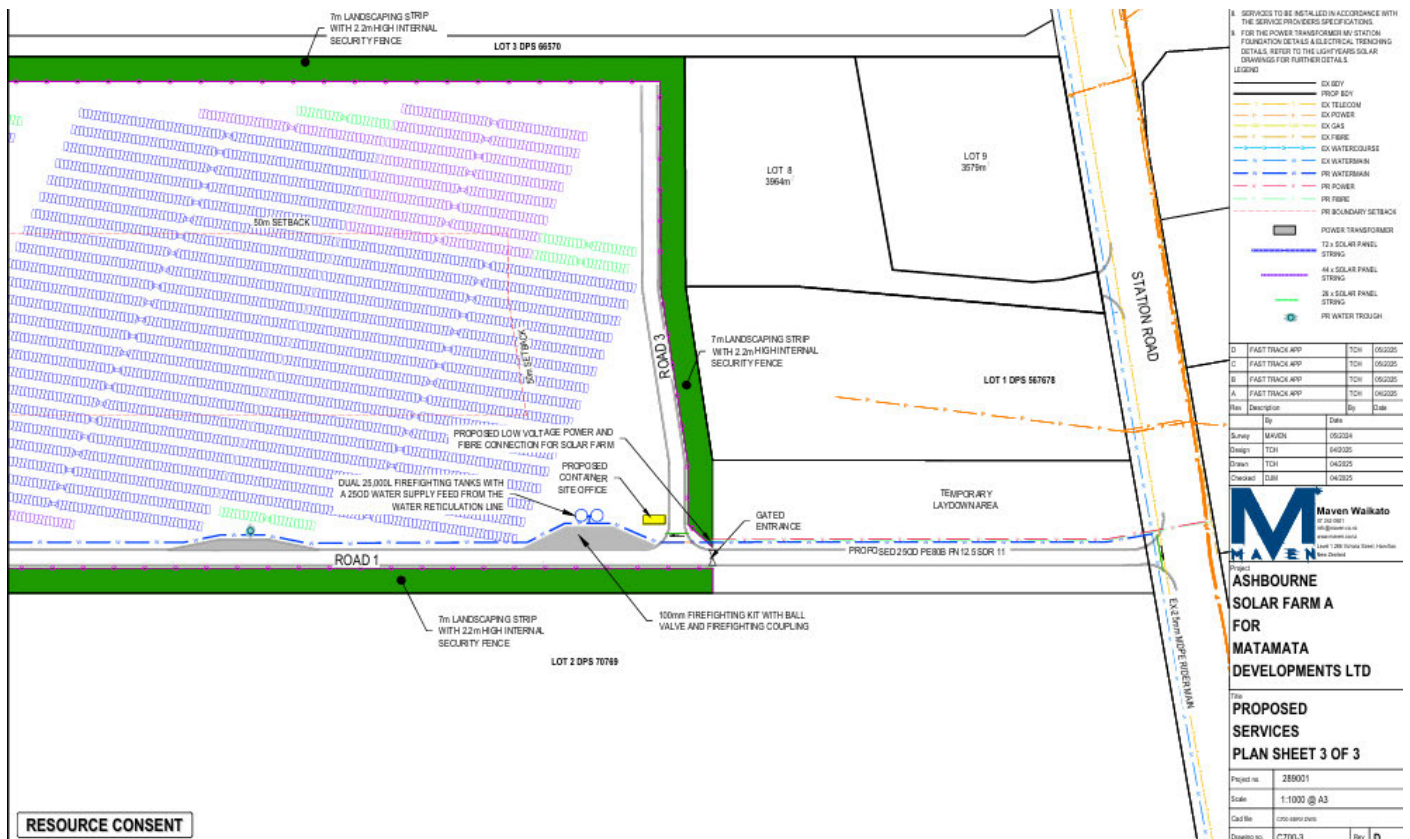 7m LANDSCAPING STRIP
WITH 2.2m HIGH INTERNAL
SECURITY FENCE
LOT 3 DPS 66570
50m SETBACK
50m SETBACK
LOT 8
3964m
LOT 9
3579m
STATION ROAD
ROAD 3
7m LANDSCAPING STRIP
WITH 2.2m HIGH INTERNAL
SECURITY FENCE
LOT 1 DPS 567678
PROPOSED LOW VOLTAGE POWER AND
FIBRE CONNECTION FOR SOLAR FARM
PROPOSED
CONTAINER
SITE OFFICE
DUAL 25,000L FIREFIGHTING TANKS WITH
A 25OD WATER SUPPLY FEED FROM THE
WATER RETICULATION LINE
TEMPORARY
LAYDOWN AREA
GATED
ENTRANCE
PROPOSED 25OD PE80B PN12.5 SDR 11
ROAD 1
7m LANDSCAPING STRIP
WITH 2.2m HIGH INTERNAL
SECURITY FENCE
100mm FIREFIGHTING KIT WITH BALL
VALVE AND FIREFIGHTING COUPLING
EX-25mm MDPE RIDERMAIN
LOT 2 DPS 70769
RESOURCE CONSENT
8. SERVICES TO BE INSTALLED IN ACCORDANCE WITH
THE SERVICE PROVIDERS SPECIFICATIONS.
9. FOR THE POWER TRANSFORMER MV STATION
FOUNDATION DETAILS & ELECTRICAL TRENCHING
DETAILS, REFER TO THE LIGHTYEARS SOLAR
DRAWINGS FOR FURTHER DETAILS.
LEGEND
EX BDY
PROP BDY
EX TELECOM
EX POWER
EX GAS
EX FIBRE
EX WATERCOURSE
EX WATERMAIN
PR WATERMAIN
PR POWER
PR FIBRE
PR BOUNDARY SETBACK
POWER TRANSFORMER
72 x SOLAR PANEL
STRING
44 x SOLAR PANEL
STRING
28 x SOLAR PANEL
STRING
PR WATER TROUGH
D FAST TRACK APP TCH 05/2025
C FAST TRACK APP TCH 05/2025
B FAST TRACK APP TCH 05/2025
A FAST TRACK APP TCH 04/2025
Rev Description By Date
By Date
Survey MAVEN 05/2024
Design TCH 04/2025
Drawn TCH 04/2025
Checked DJM 04/2025
MAVEN
Maven Waikato
Project
ASHBOURNE
SOLAR FARM A
FOR
MATAMATA
DEVELOPMENTS LTD
Title
PROPOSED
SERVICES
PLAN SHEET 3 OF 3
Project no. 289001
Scale 1:1000 @ A3
Cad file
Drawing no. C700-3 Rev D